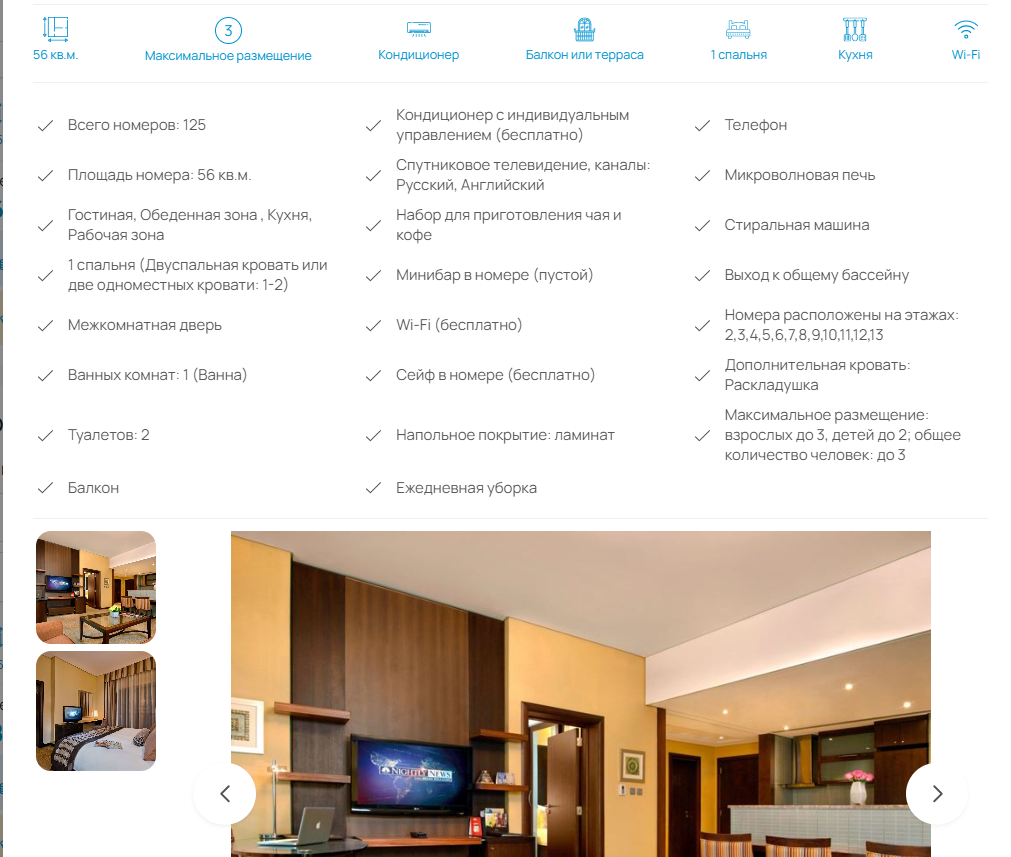 3
56 кв.м.
Максимальное размещение
Кондиционер
Балкон или терраса
1 спальня
Кухня
Wi-Fi
Всего номеров: 125
Кондиционер с индивидуальным
управлением (бесплатно)
Телефон
Площадь номера: 56 кв.м.
Спутниковое телевидение, каналы:
Русский, Английский
Микроволновая печь
Гостиная, Обеденная зона , Кухня,
Рабочая зона
Набор для приготовления чая и
кофе
Стиральная машина
1 спальня (Двуспальная кровать или
две одноместных кровати: 1-2)
Минибар в номере (пустой)
Выход к общему бассейну
Межкомнатная дверь
Wi-Fi (бесплатно)
Номера расположены на этажах:
2,3,4,5,6,7,8,9,10,11,12,13
Ванных комнат: 1 (Ванна)
Сейф в номере (бесплатно)
Дополнительная кровать:
Раскладушка
Туалетов: 2
Напольное покрытие: ламинат
Максимальное размещение:
взрослых до 3, детей до 2; общее
количество человек: до 3
Балкон
Ежедневная уборка
NIGHTLY NEWS